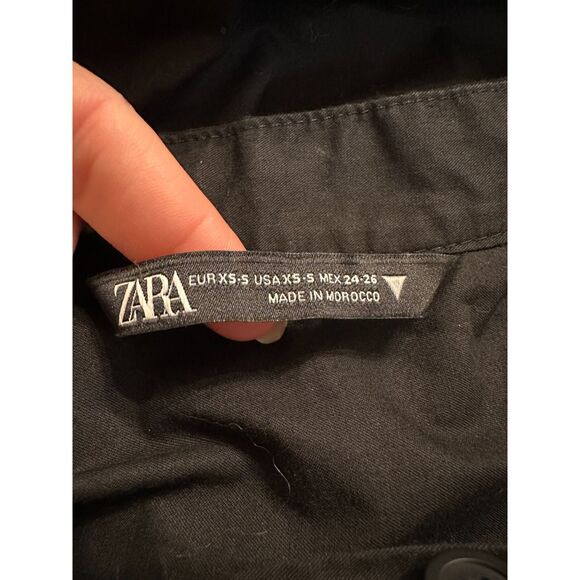 ZARA
EUR XS-S USA XS-S MEX 24-26
MADE IN MOROCCO